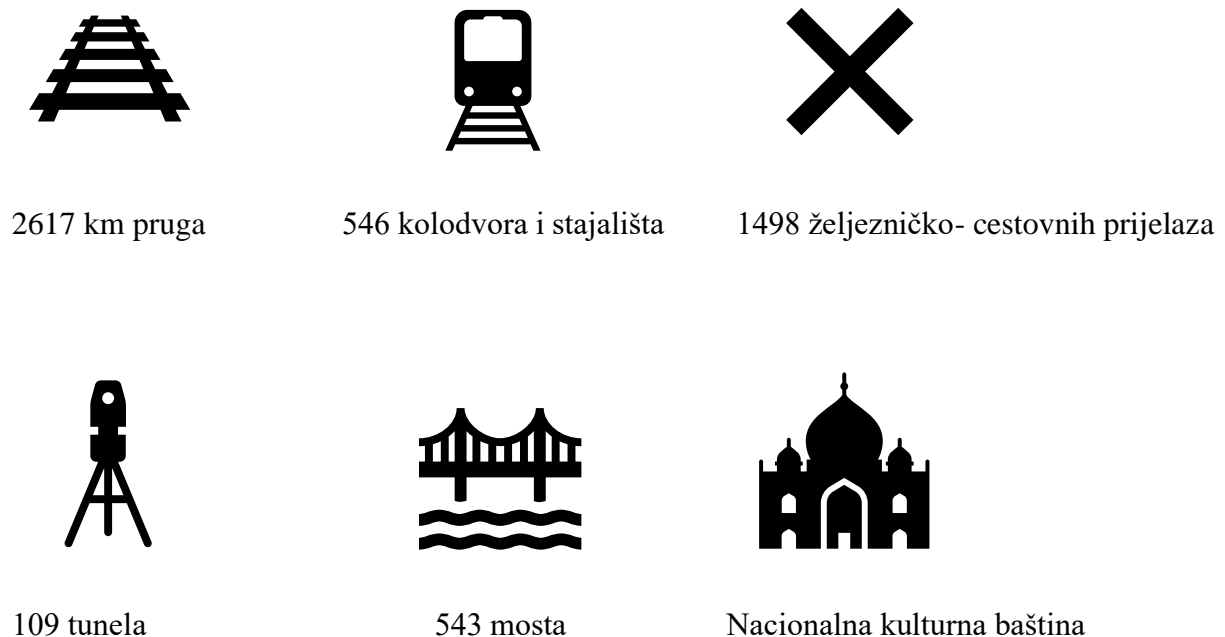 2617 km pruga
546 kolodvora i stajališta
1498 željezničko- cestovnih prijelaza
109 tunela
543 mosta
Nacionalna kulturna baština